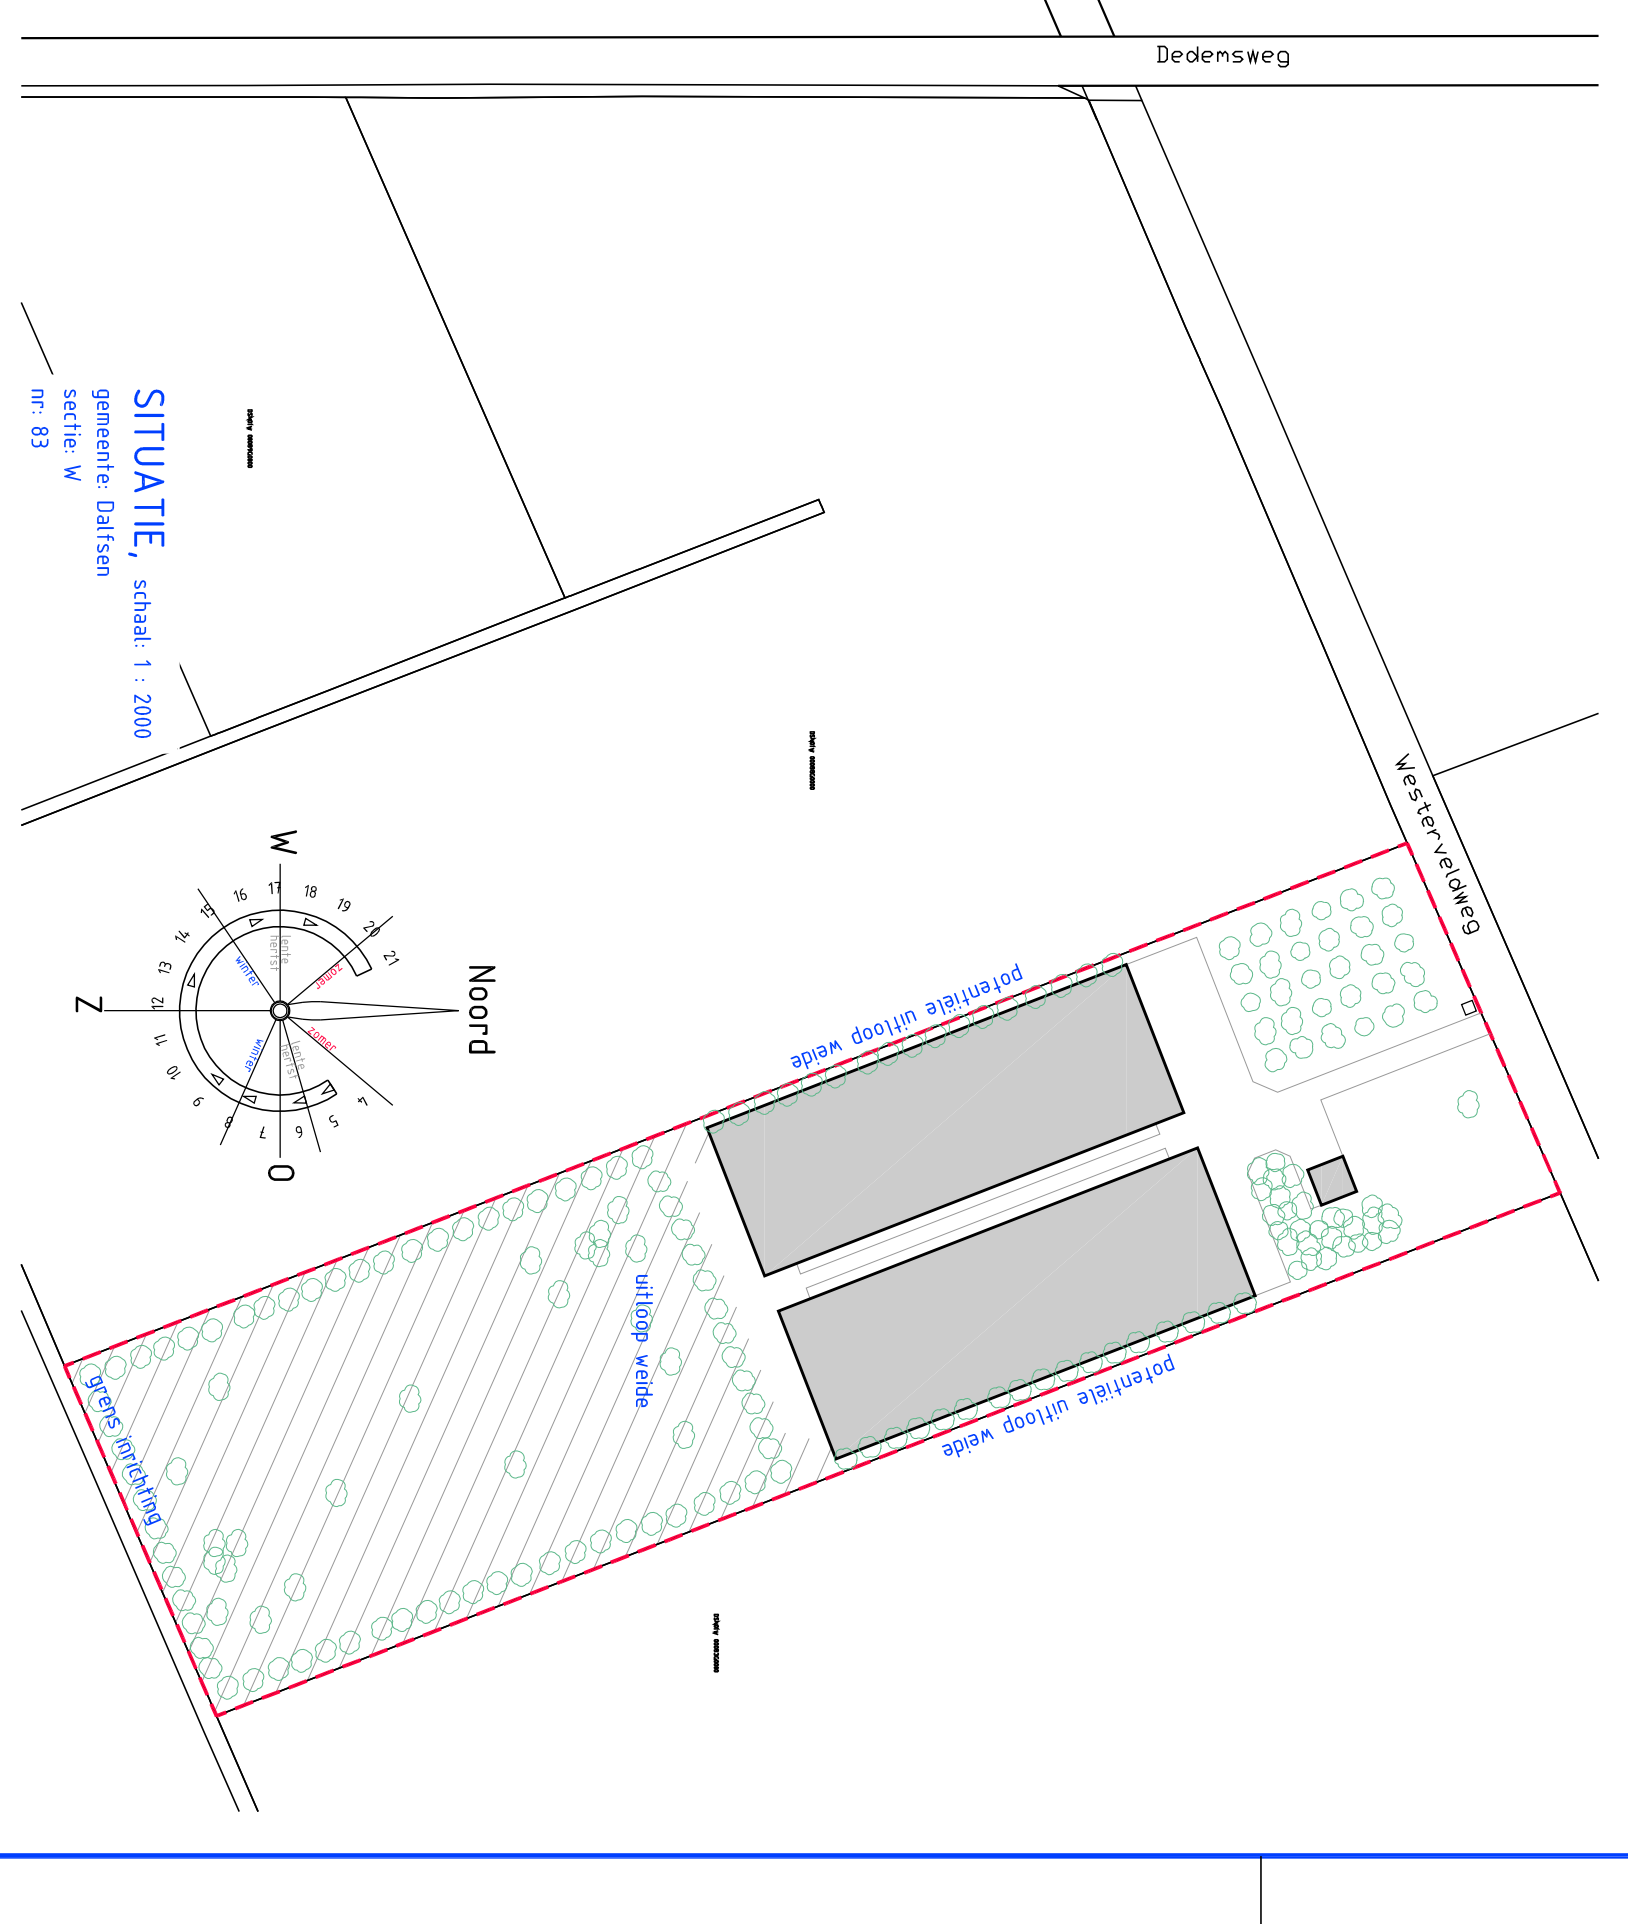 Dedemsweg
Westerveldweg
SITUATIE, schaal: 1 : 2000
gemeente: Dalfsen
sectie: W
nr: 83
W
Noord
Z
O
4
5
6
7
8
9
10
11
12
13
14
15
16
17
18
19
20
21
winter
lente
herfst
zomer
zomer
lente
herfst
winter
potentiële uitloop weide
uitloop weide
potentiële uitloop weide
grens inrichting